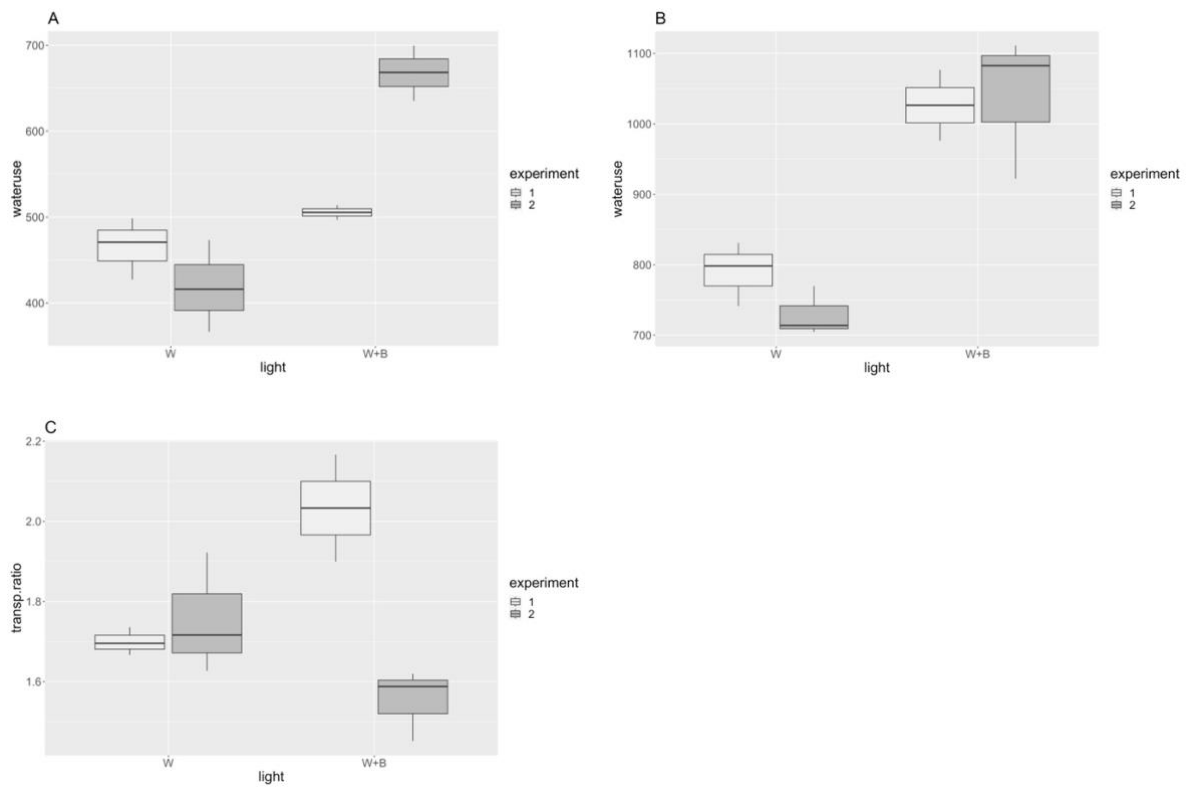 A
wateruse
700
600
500
400
W
W+B
light
experiment
1
2
B
wateruse
1100
1000
900
800
700
W
W+B
light
experiment
1
2
C
transp.ratio
2.2
2.0
1.8
1.6
W
W+B
light
experiment
1
2